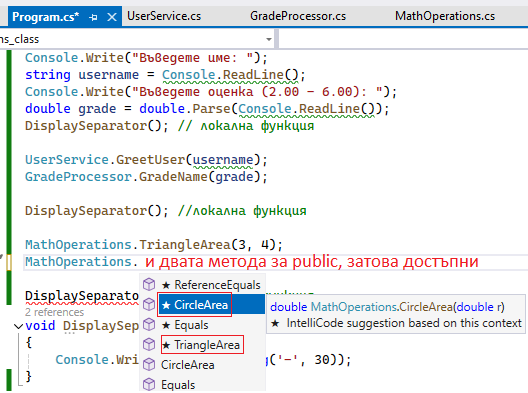 Program.cs* UserService.cs GradeProcessor.cs MathOperations.cs
ns_class
Console.Write("Въведете име: ");
string username = Console.ReadLine();
Console.Write("Въведете оценка (2.00 - 6.00): ");
double grade = double.Parse(Console.ReadLine());
DisplaySeparator(); // локална функция
UserService.GreetUser(username);
GradeProcessor.GradeName(grade);
DisplaySeparator(); //локална функция
MathOperations.TriangleArea(3, 4);
MathOperations. и двата метода за public, затова достъпни
★ ReferenceEquals
DisplaySeparato
★ CircleArea
double MathOperations.CircleArea(double r)
2 references
★ Equals
★ IntelliCode suggestion based on this context
void DisplaySep
★ TriangleArea
{
Console.Wri
CircleArea
g('-', 30));
}
Equals